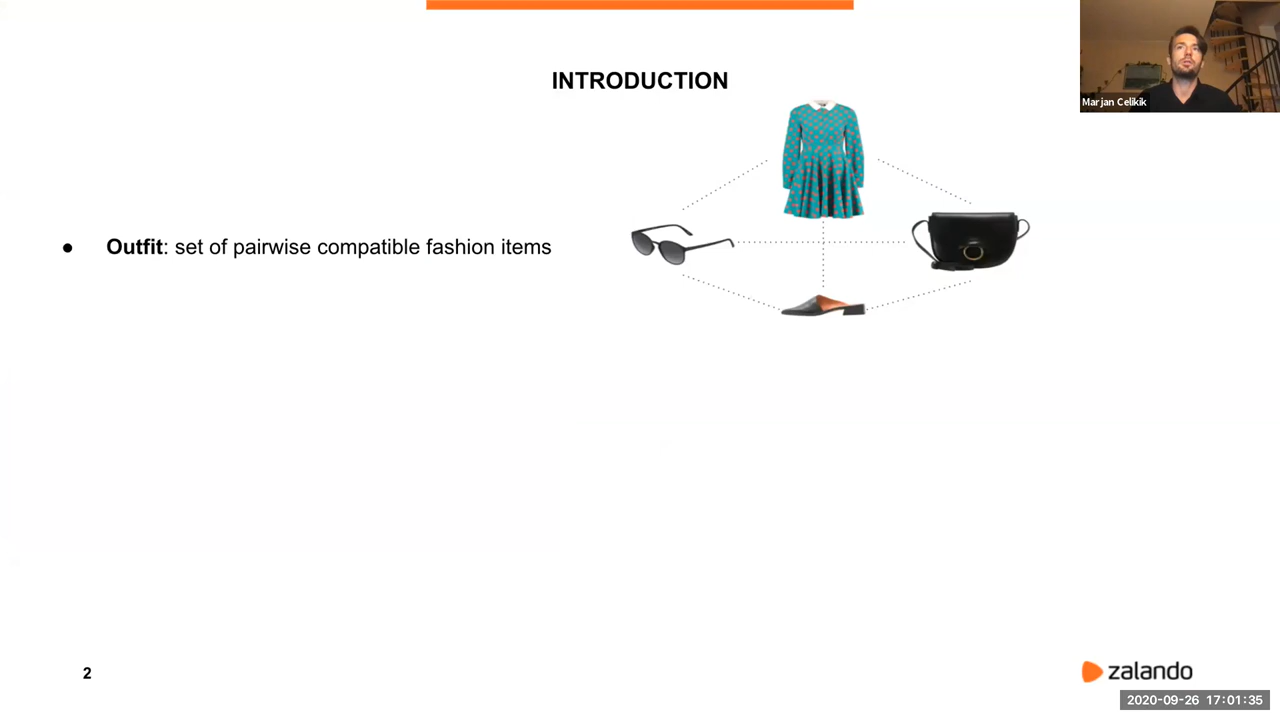 INTRODUCTION
Marjan Celikik
● Outfit: set of pairwise compatible fashion items
2
zalando
2020-09-26 17:01:35